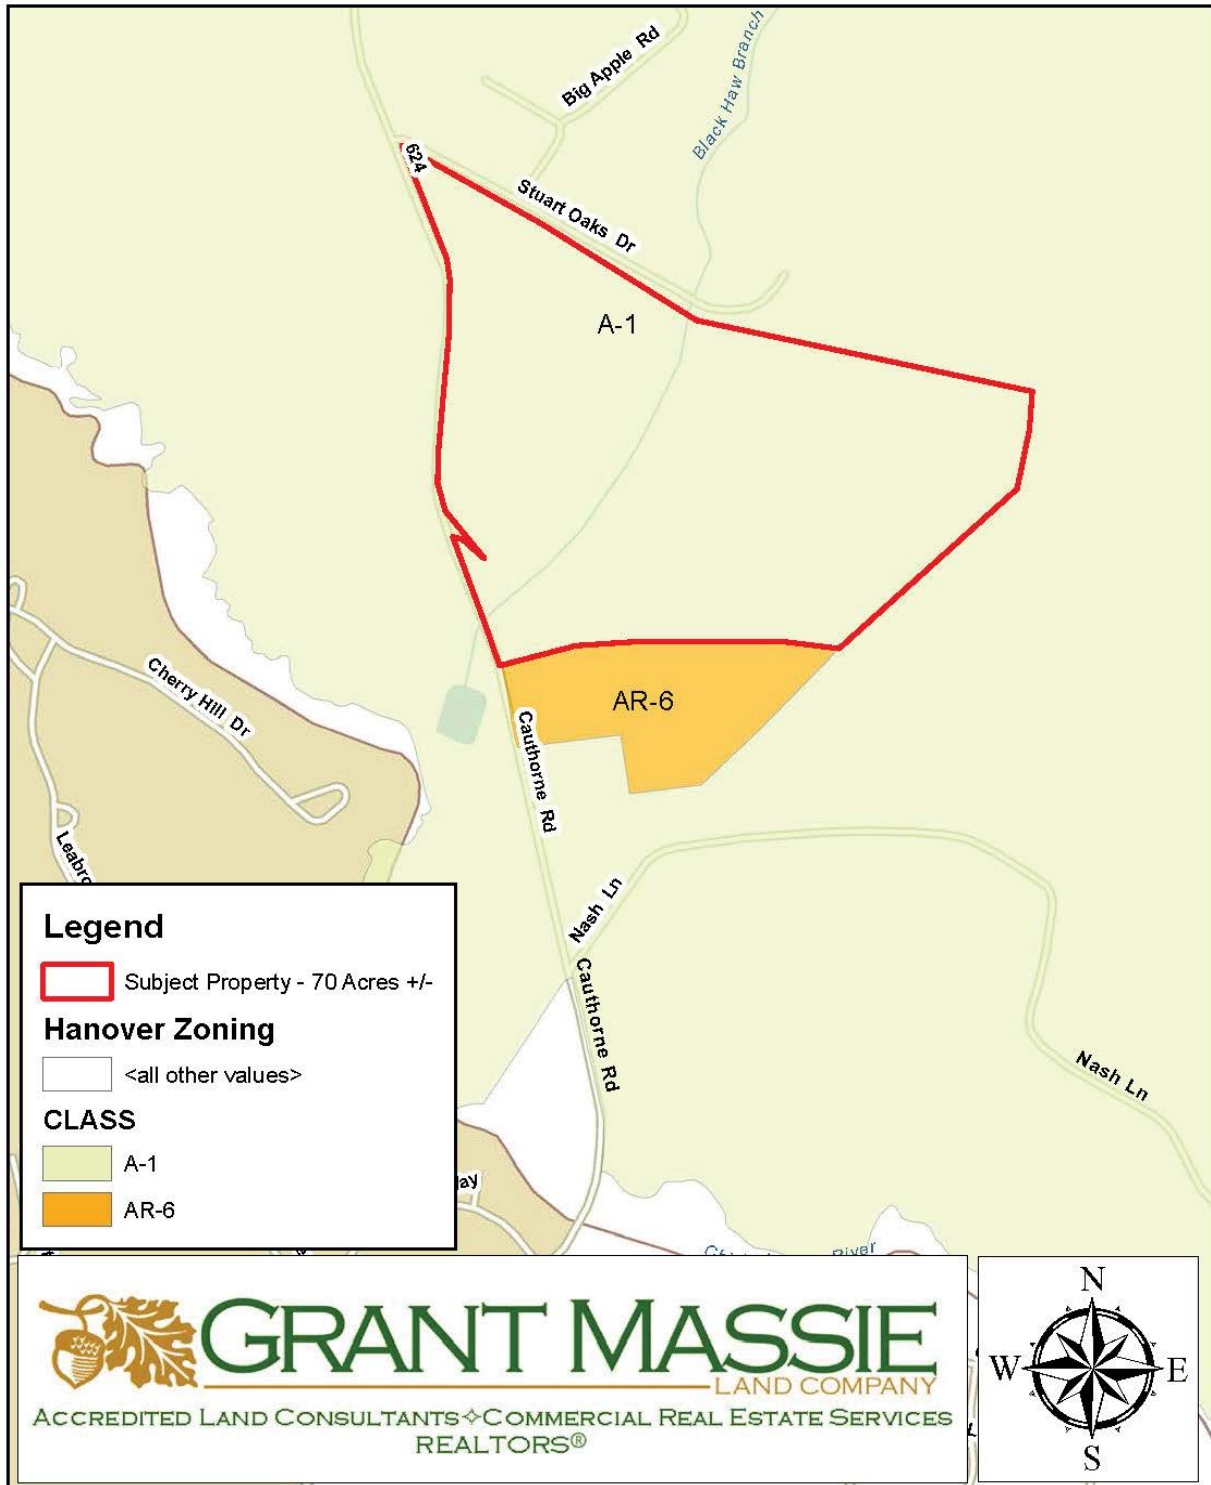 Big Apple Rd
Black Haw Branch
624
Stuart Oaks Dr
A-1
Cherry Hill Dr
AR-6
Cauthorne Rd
Nash Ln
Cauthorne Rd
Nash Ln
Legend
Subject Property - 70 Acres +/-
Hanover Zoning
<all other values>
CLASS
A-1
AR-6
River
GRANT MASSIE
LAND COMPANY
ACCREDITED LAND CONSULTANTS✧COMMERCIAL REAL ESTATE SERVICES
REALTORS®
N
W E
S